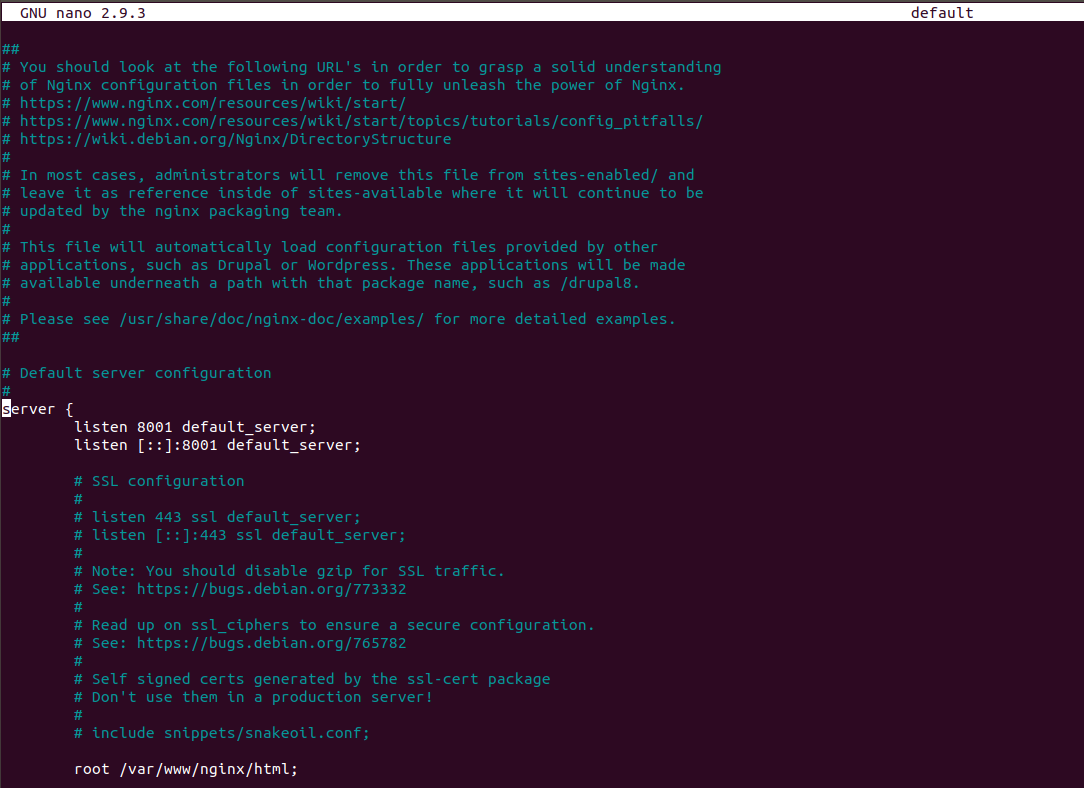 GNU nano 2.9.3 default
##
# You should look at the following URL's in order to grasp a solid understanding
# of Nginx configuration files in order to fully unleash the power of Nginx.
# https://www.nginx.com/resources/wiki/start/
# https://www.nginx.com/resources/wiki/start/topics/tutorials/config_pitfalls/
# https://wiki.debian.org/Nginx/DirectoryStructure
#
# In most cases, administrators will remove this file from sites-enabled/ and
# leave it as reference inside of sites-available where it will continue to be
# updated by the nginx packaging team.
#
# This file will automatically load configuration files provided by other
# applications, such as Drupal or Wordpress. These applications will be made
# available underneath a path with that package name, such as /drupal8.
#
# Please see /usr/share/doc/nginx-doc/examples/ for more detailed examples.
##
# Default server configuration
#
server {
listen 8001 default_server;
listen [::]:8001 default_server;
# SSL configuration
#
# listen 443 ssl default_server;
# listen [::]:443 ssl default_server;
#
# Note: You should disable gzip for SSL traffic.
# See: https://bugs.debian.org/773332
#
# Read up on ssl_ciphers to ensure a secure configuration.
# See: https://bugs.debian.org/765782
#
# Self signed certs generated by the ssl-cert package
# Don't use them in a production server!
#
# include snippets/snakeoil.conf;
root /var/www/nginx/html;